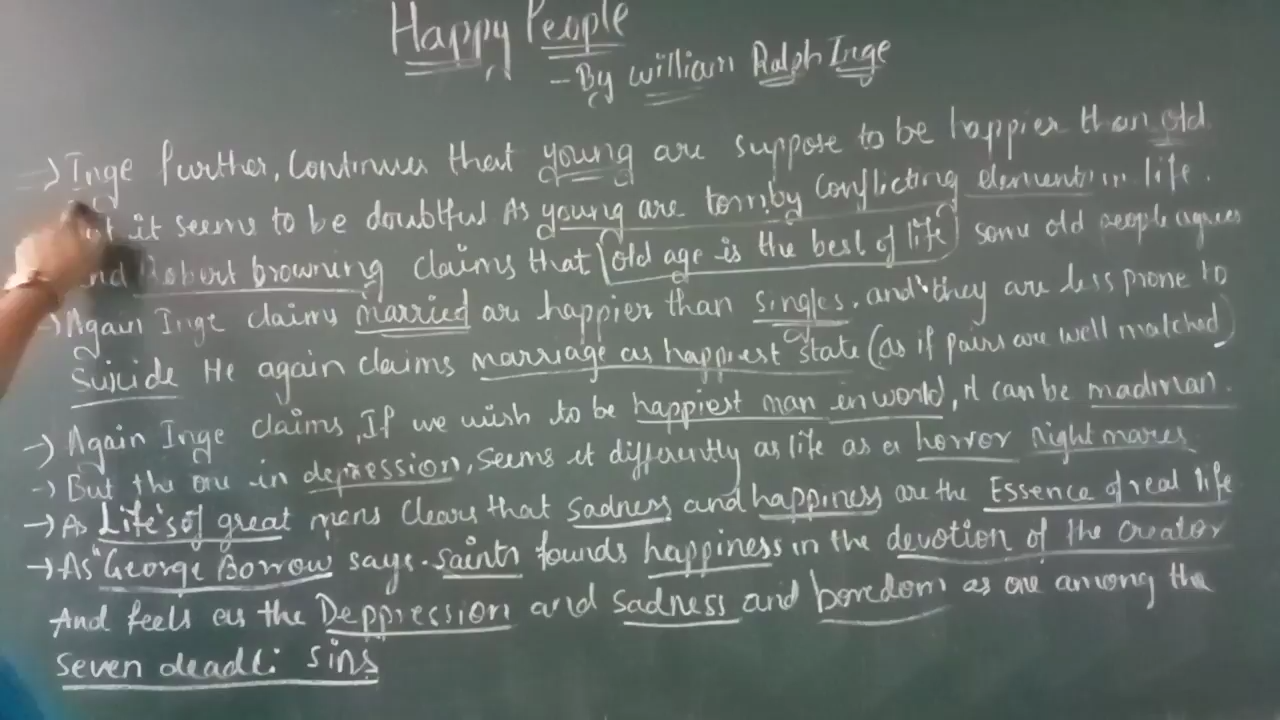 Happy People
- By William Ralph Inge
→ Inge further, continues that young are suppose to be happier than old
it seems to be doubtful As young are torn by conflicting element in life.
Robert browning claims that old age is the best of life some old people agrees
→ Again Inge claims married are happier than singles. and they are less prone to
Suicide He again claims marriage as happiest state (as if pairs are well matched)
→ Again Inge claims, If we wish to be happiest man in world, it can be madman.
→ But the one in depression, seems it differently as life as a horror nightmares
→ As Life's of great mens Clears that sadness and happiness are the Essence of real life
→ As "George Borrow says. saints founds happiness in the devotion of the creator
And feels as the Deppression and sadness and boredom as one among the
seven deadli sins